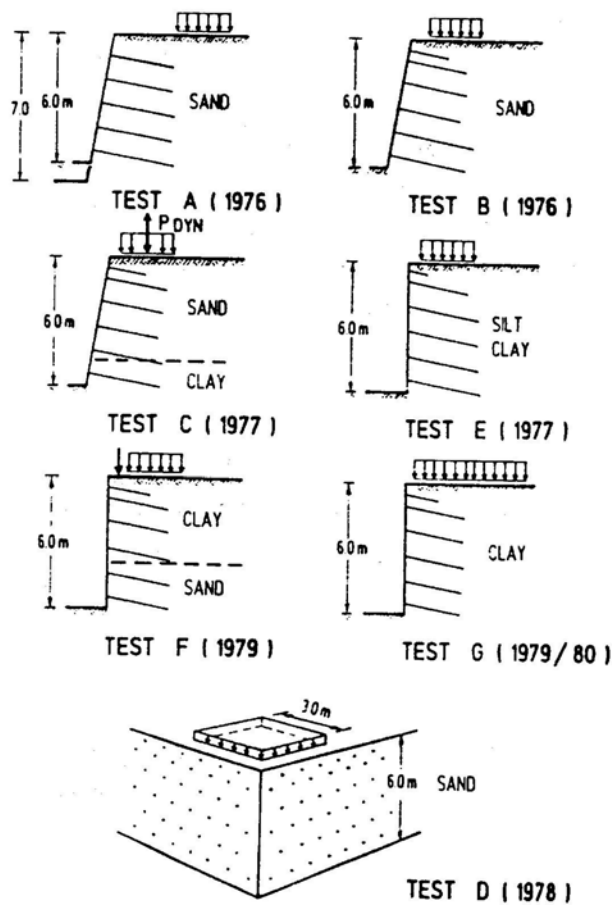 7.0
6.0m
SAND
TEST A (1976)
6.0m
SAND
TEST B (1976)
P DYN
6.0m
SAND
CLAY
TEST C (1977)
6.0m
SILT
CLAY
TEST E (1977)
6.0m
CLAY
SAND
TEST F (1979)
6.0m
CLAY
TEST G (1979/80)
3.0m
6.0m
SAND
TEST D (1978)